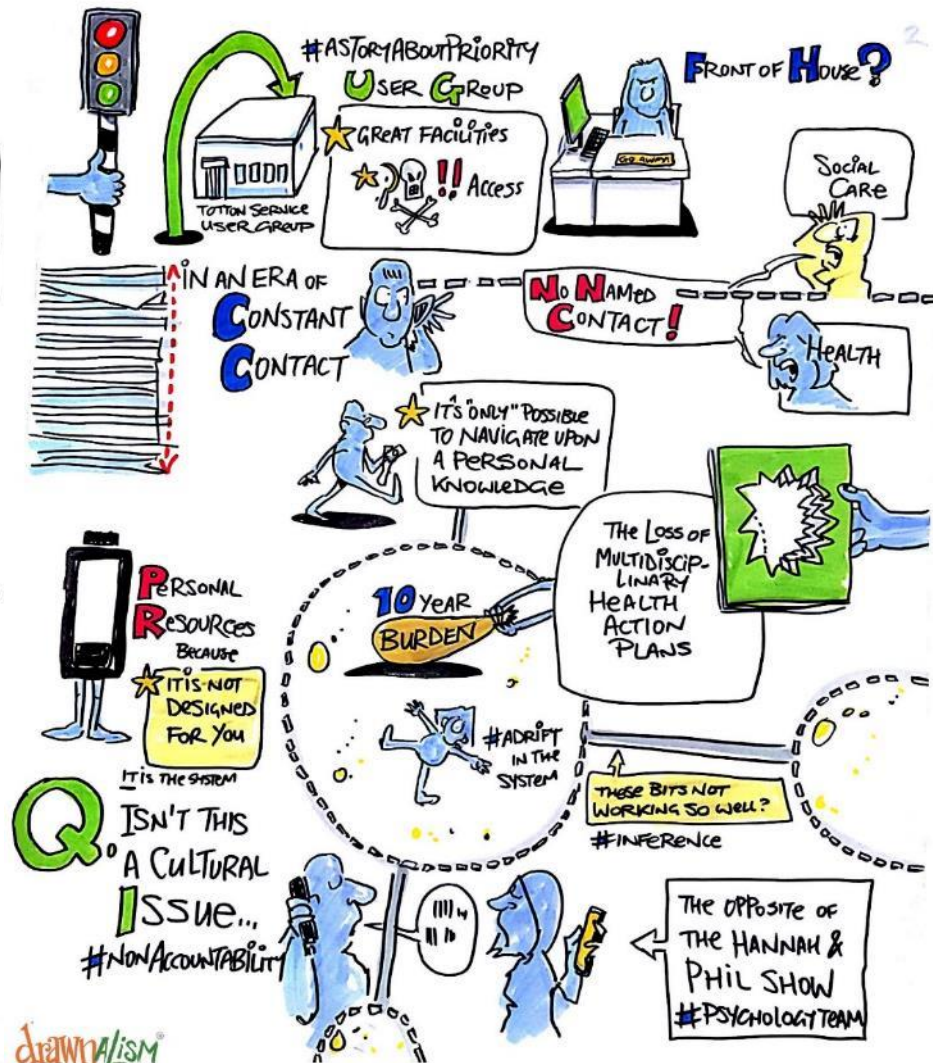 2
#ASTORYABOUTPRIORITY
USER GROUP
GREAT FACILITIES
!! ACCESS
TOTTON SERVICE
USER GROUP
GO AWAY!
FRONT OF HOUSE?
SOCIAL
CARE
IN AN ERA OF
CONSTANT
CONTACT
NO NAMED
CONTACT!
HEALTH
IT'S "ONLY" POSSIBLE
TO NAVIGATE UPON
A PERSONAL
KNOWLEDGE
THE LOSS OF
MULTIDISCIP-
LINARY
HEALTH
ACTION
PLANS
10 YEAR
BURDEN
PERSONAL
RESOURCES
BECAUSE
IT IS NOT
DESIGNED
FOR YOU
IT IS THE SYSTEM
#ADRIFT
IN THE
SYSTEM
THESE BITS NOT
WORKING SO WELL?
#INFERENCE
Q. ISN'T THIS
A CULTURAL
ISSUE...
#NONACCOUNTABILITY
THE OPPOSITE OF
THE HANNAH &
PHIL SHOW
#PSYCHOLOGYTEAM
drawnALISM